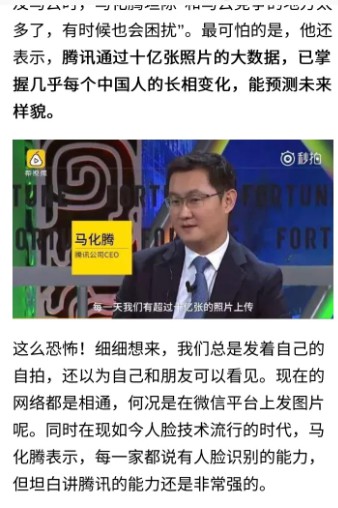 多了，有时候也会困扰”。最可怕的是，他还
表示，腾讯通过十亿张照片的大数据，已掌
握几乎每个中国人的长相变化，能预测未来
样貌。
秒拍
FORTUNE
FORT
马化腾
腾讯公司CEO
每一天我们有超过十亿张的照片上传
这么恐怖！细细想来，我们总是发着自己的
自拍，还以为自己和朋友可以看见。现在的
网络都是相通，何况是在微信平台上发图片
呢。同时在现如今人脸技术流行的时代，马
化腾表示，每一家都说有人脸识别的能力，
但坦白讲腾讯的能力还是非常强的。